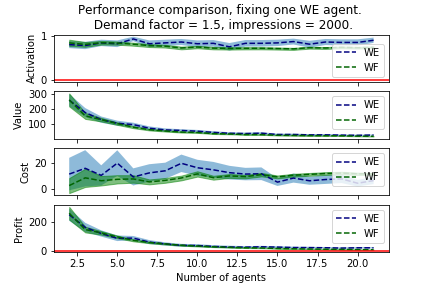 Performance comparison, fixing one WE agent.
Demand factor = 1.5, impressions = 2000.
Activation
1
0
WE
WF
Value
300
200
100
WE
WF
Cost
20
0
WE
WF
Profit
200
0
WE
WF
2.5 5.0 7.5 10.0 12.5 15.0 17.5 20.0
Number of agents